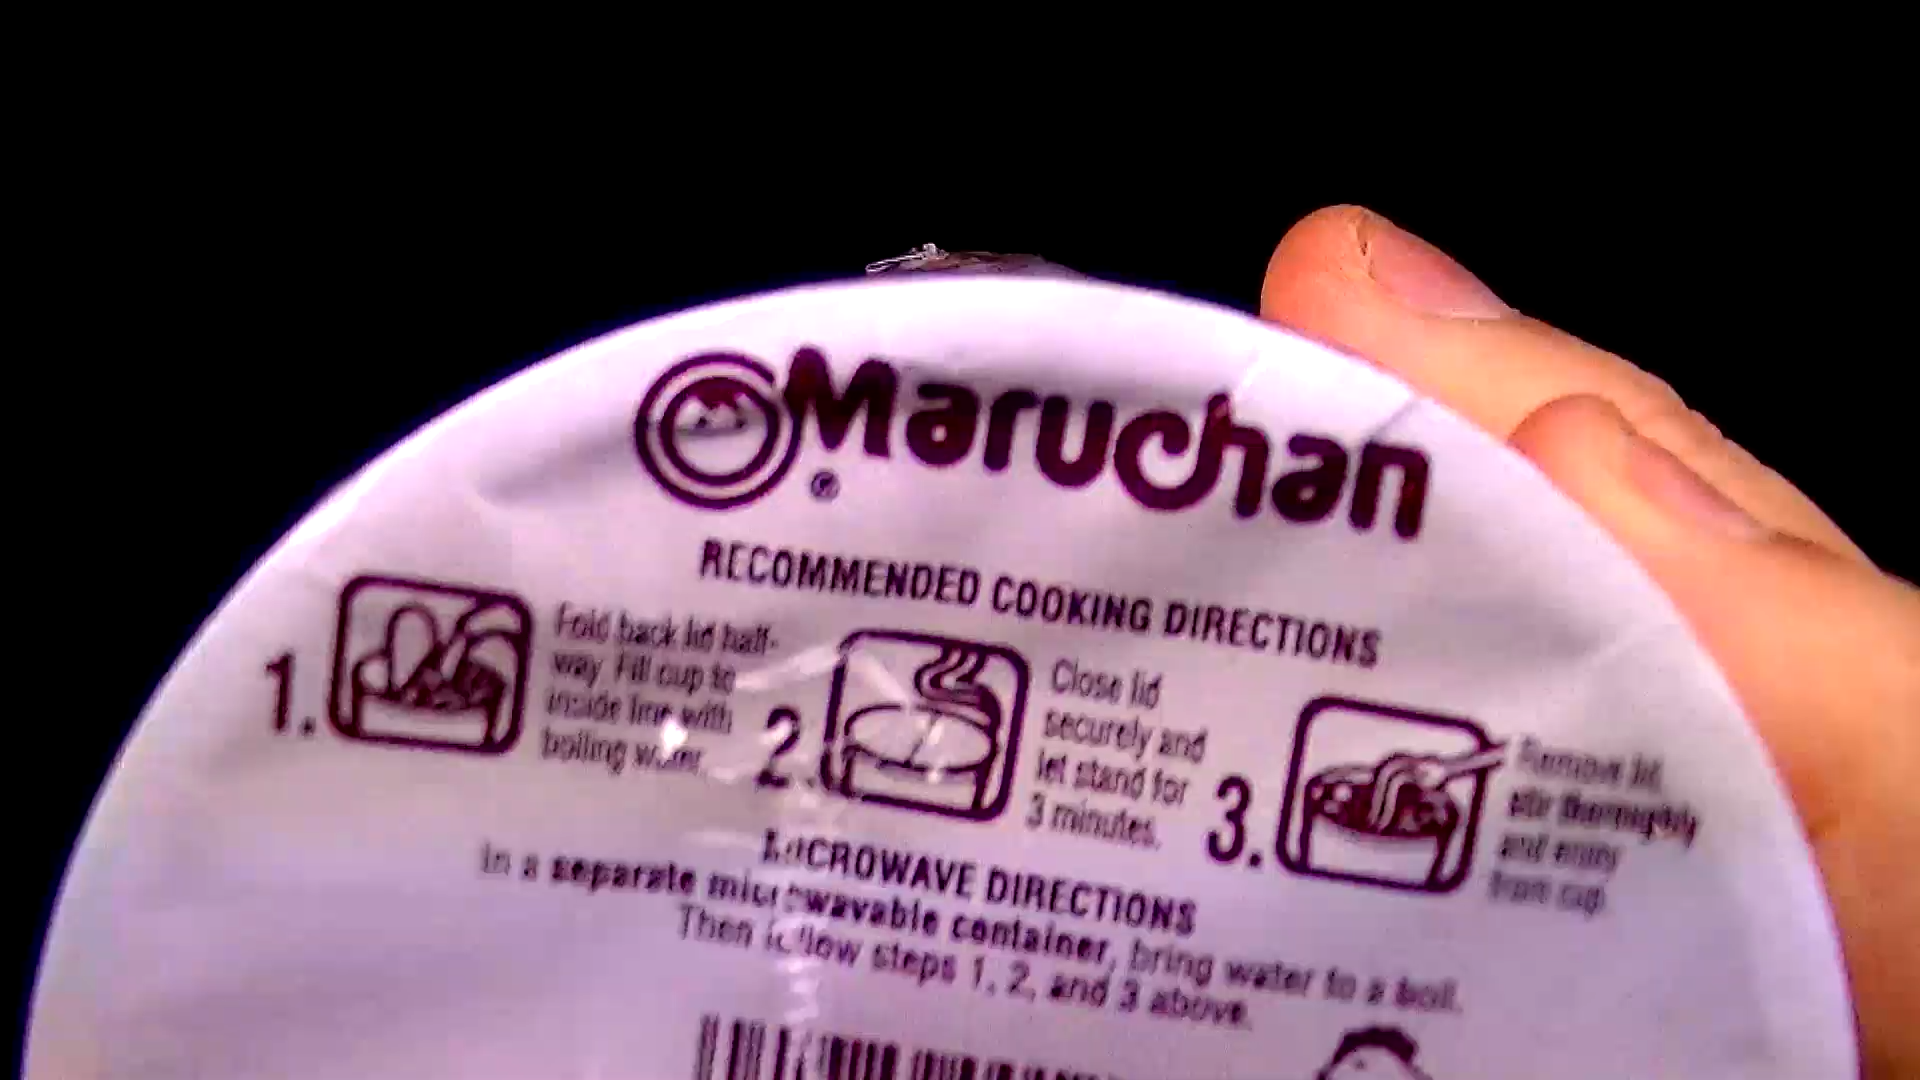 Maruchan
®
RECOMMENDED COOKING DIRECTIONS
1.
Fold back lid half-
way. Fill cup to
inside line with
boiling water.
2.
Close lid
securely and
let stand for
3 minutes.
3.
Remove lid,
stir thoroughly
and enjoy
from cup.
MICROWAVE DIRECTIONS
In a separate microwavable container, bring water to a boil.
Then follow steps 1, 2, and 3 above.